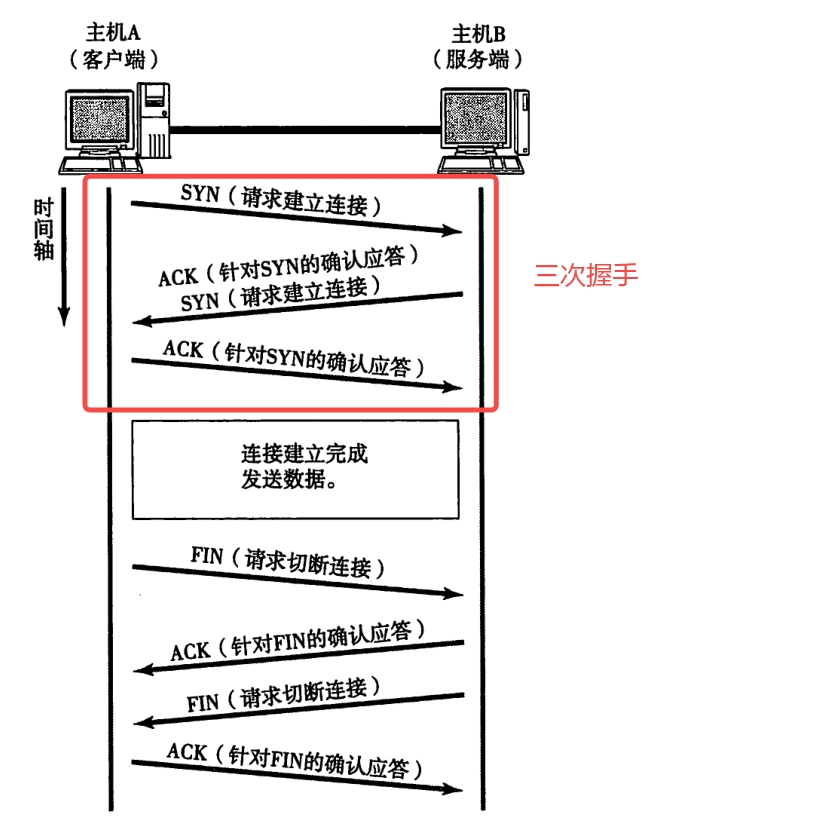 主机A
（客户端）
主机B
（服务端）
时间轴
SYN（请求建立连接）
ACK（针对SYN的确认应答）
SYN（请求建立连接）
ACK（针对SYN的确认应答）
三次握手
连接建立完成
发送数据。
FIN（请求切断连接）
ACK（针对FIN的确认应答）
FIN（请求切断连接）
ACK（针对FIN的确认应答）